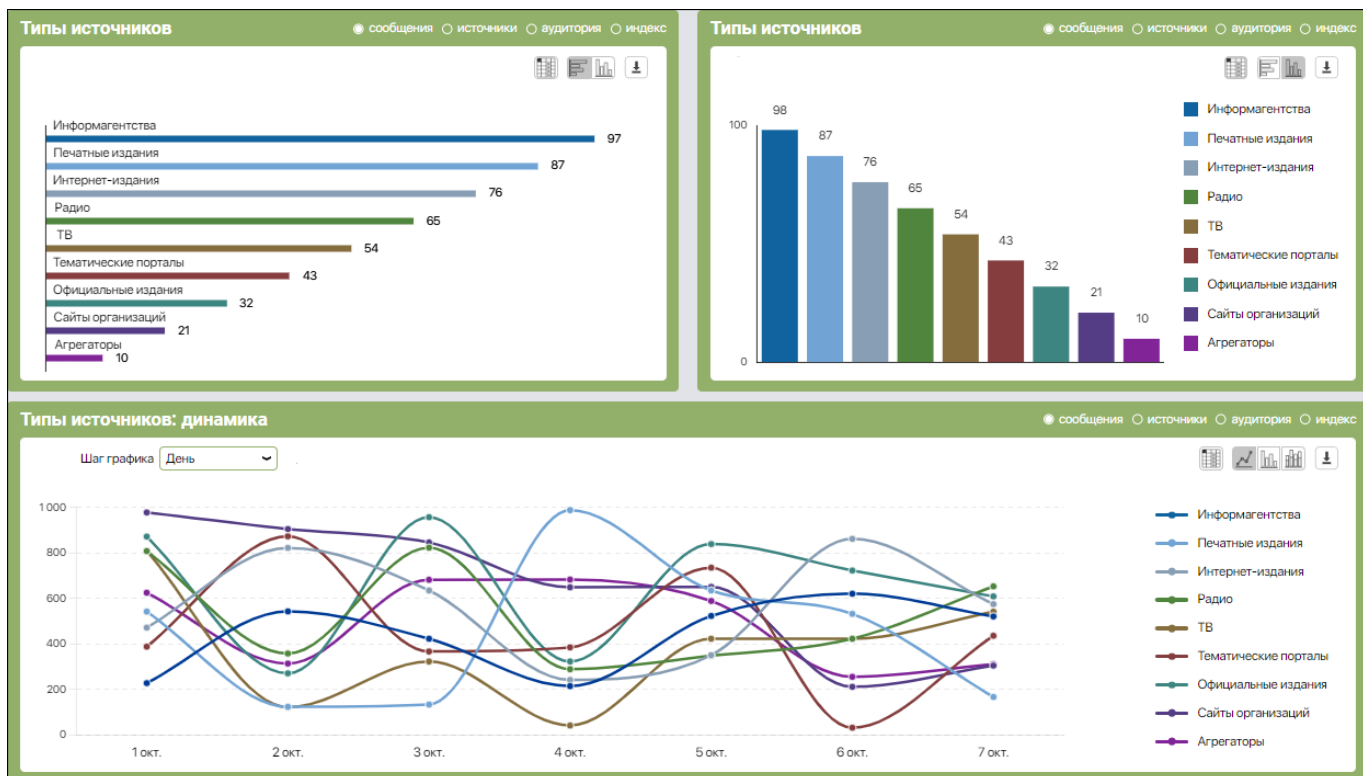 Типы источников
сообщения источники аудитория индекс
Информагентства
97
Печатные издания
87
Интернет-издания
76
Радио
65
ТВ
54
Тематические порталы
43
Официальные издания
32
Сайты организаций
21
Агрегаторы
10
Типы источников
сообщения источники аудитория индекс
100
0
98
87
76
65
54
43
32
21
10
Информагентства
Печатные издания
Интернет-издания
Радио
ТВ
Тематические порталы
Официальные издания
Сайты организаций
Агрегаторы
Типы источников: динамика
сообщения источники аудитория индекс
Шаг графика День
1000
800
600
400
200
0
1 окт. 2 окт. 3 окт. 4 окт. 5 окт. 6 окт. 7 окт.
Информагентства
Печатные издания
Интернет-издания
Радио
ТВ
Тематические порталы
Официальные издания
Сайты организаций
Агрегаторы